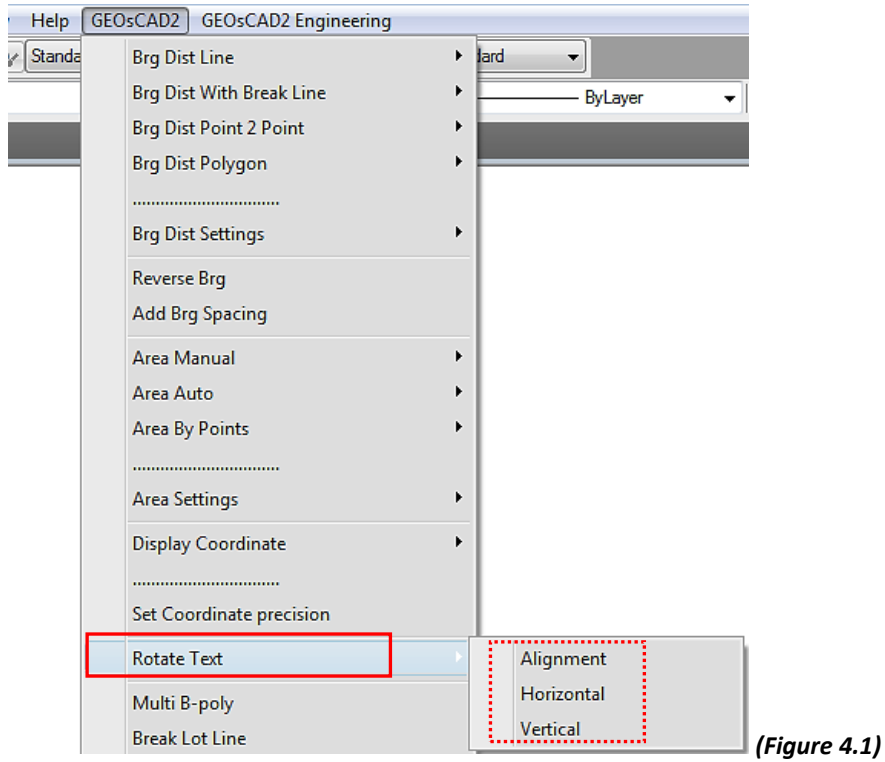 Help GEOsCAD2 GEOsCAD2 Engineering
Brg Dist Line
ByLayer
Brg Dist With Break Line
Brg Dist Point 2 Point
Brg Dist Polygon
................................
Brg Dist Settings
Reverse Brg
Add Brg Spacing
Area Manual
Area Auto
Area By Points
................................
Area Settings
Display Coordinate
................................
Set Coordinate precision
Rotate Text
Alignment
Horizontal
Vertical
Multi B-poly
Break Lot Line
(Figure 4.1)